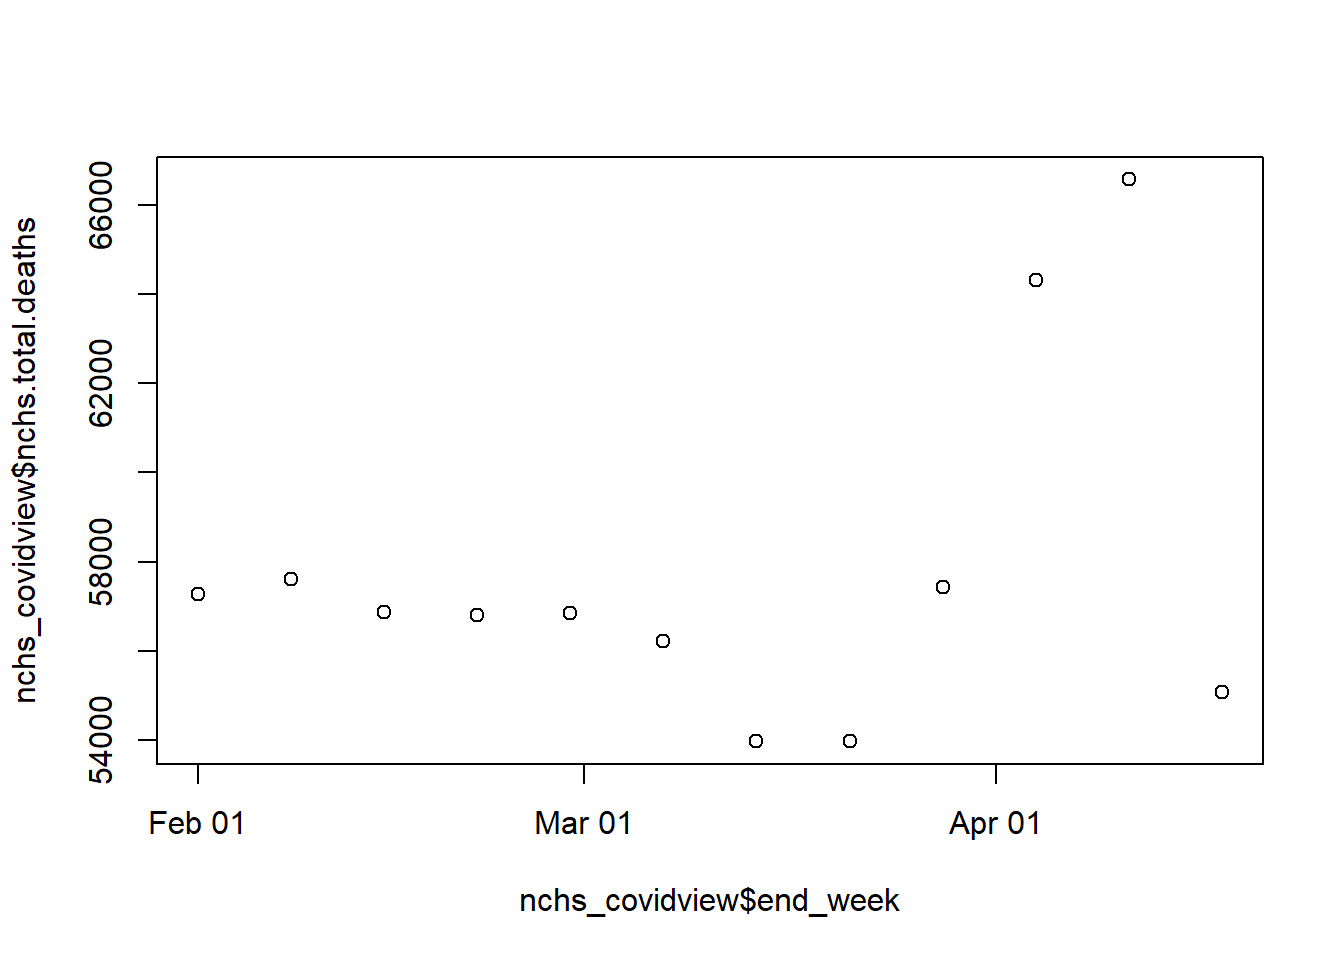 nchs_covidview$nchs.total.deaths
66000
62000
58000
54000
Feb 01
Mar 01
Apr 01
nchs_covidview$end_week